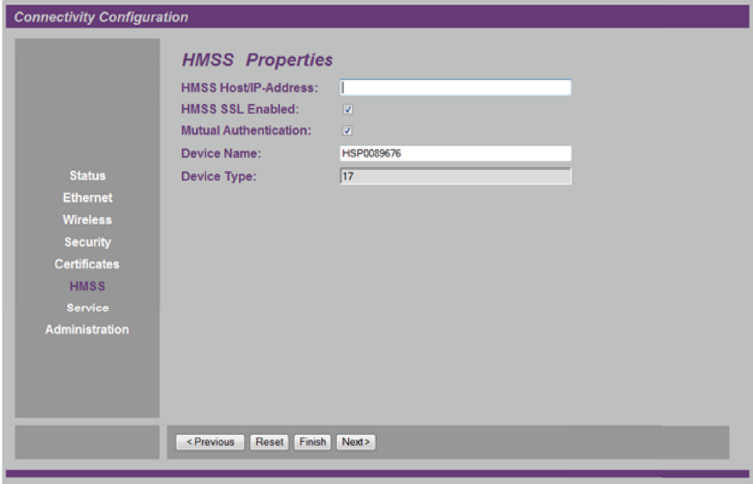 Connectivity Configuration
HMSS Properties
HMSS Host/IP-Address:
HMSS SSL Enabled:
Mutual Authentication:
Device Name: HSP0089676
Device Type: 17
Status
Ethernet
Wireless
Security
Certificates
HMSS
Service
Administration
< Previous Reset Finish Next >